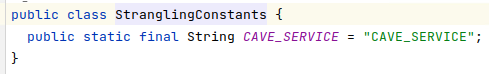 public class StranglingConstants {
public static final String CAVE_SERVICE = "CAVE_SERVICE";
}